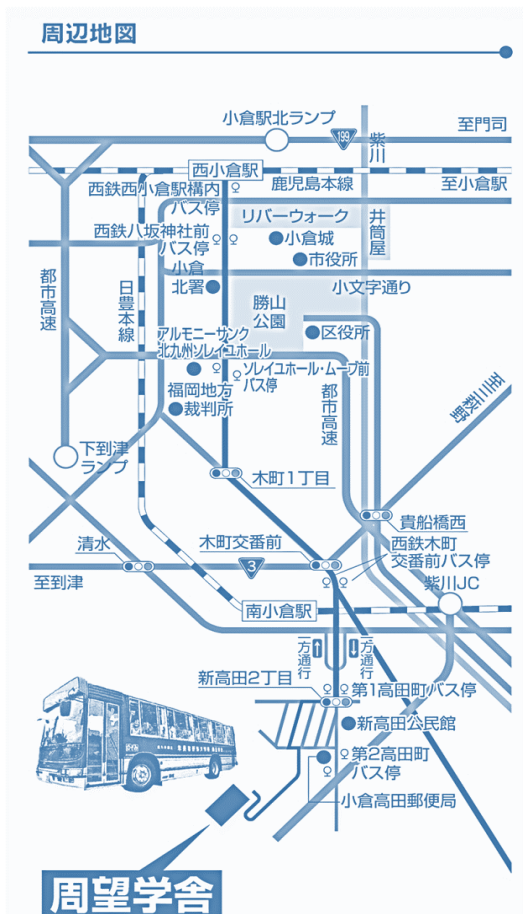 周辺地図
小倉駅北ランプ
199
紫川
至門司
西小倉駅
鹿児島本線
至小倉駅
西鉄西小倉駅構内
バス停
リバーウォーク
井筒屋
西鉄八坂神社前
バス停
小倉城
市役所
小倉
北署
小文字通り
都市高速
日豊本線
勝山
公園
区役所
アルモニーサンク
北九州ソレイユホール
ソレイユホール・ムーブ前
バス停
福岡地方
裁判所
都市高速
至三萩野
下到津
ランプ
木町1丁目
貴船橋西
清水
木町交番前
西鉄木町
交番前バス停
3
至到津
紫川JC
南小倉駅
一方通行
一方通行
新高田2丁目
第1高田町バス停
新高田公民館
第2高田町
バス停
小倉高田郵便局
周望学舎